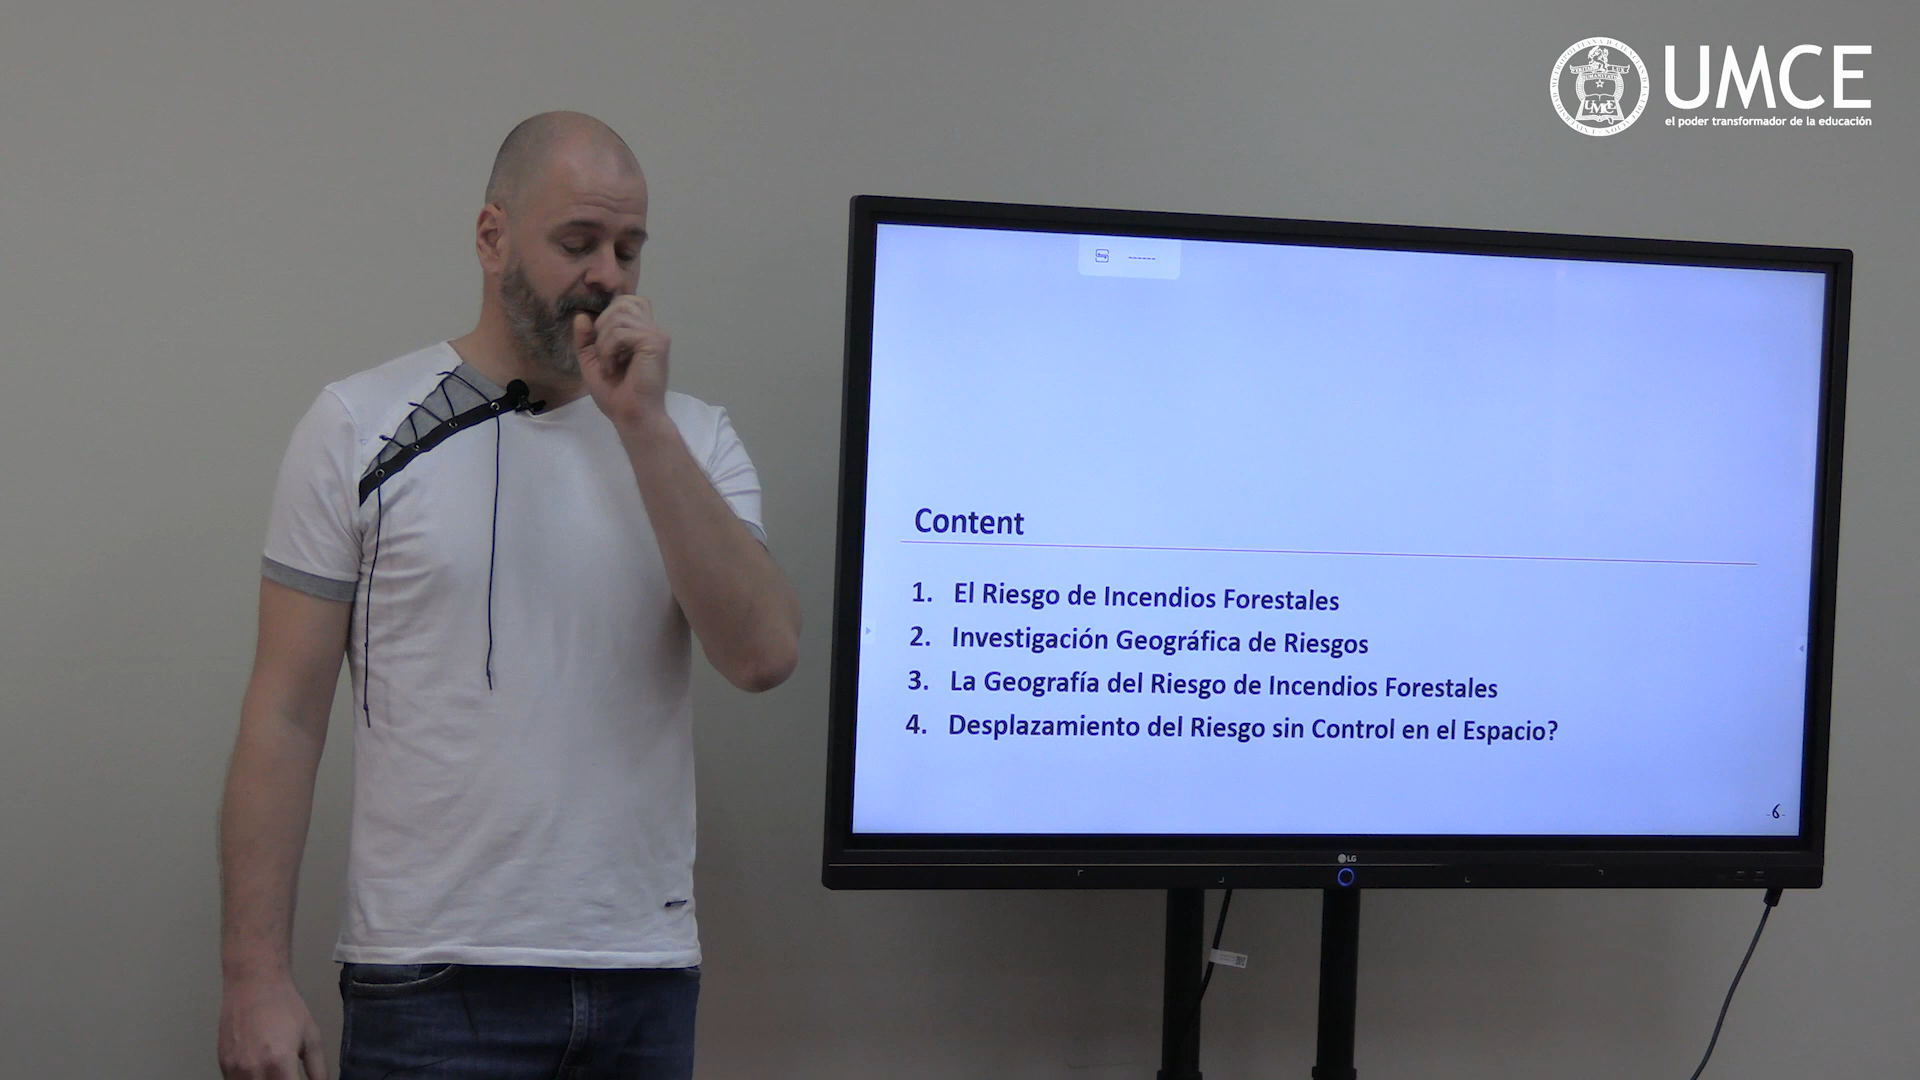 UMCE
el poder transformador de la educación
Content
1. El Riesgo de Incendios Forestales
2. Investigación Geográfica de Riesgos
3. La Geografía del Riesgo de Incendios Forestales
4. Desplazamiento del Riesgo sin Control en el Espacio?
-6-
LG